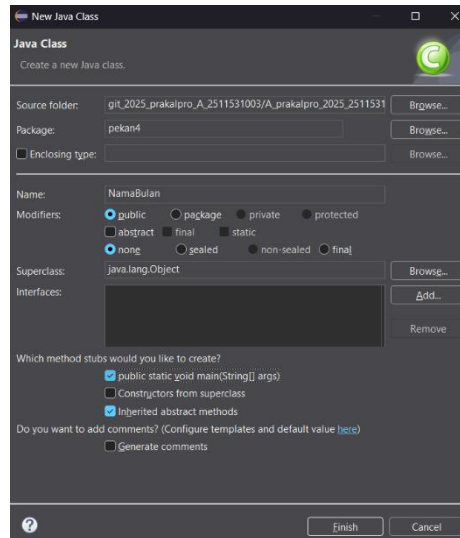 New Java Class
Java Class
Create a new Java class.
Source folder: git_2025_prakalpro_A_2511531003/A_prakalpro_2025_2511531 Browse...
Package: pekan4 Browse...
Enclosing type: Browse...
Name: NamaBulan
Modifiers: public package private protected
abstract final static
none sealed non-sealed final
Superclass: java.lang.Object Browse...
Interfaces: Add...
Remove
Which method stubs would you like to create?
public static void main(String[] args)
Constructors from superclass
Inherited abstract methods
Do you want to add comments? (Configure templates and default value here)
Generate comments
? Finish Cancel